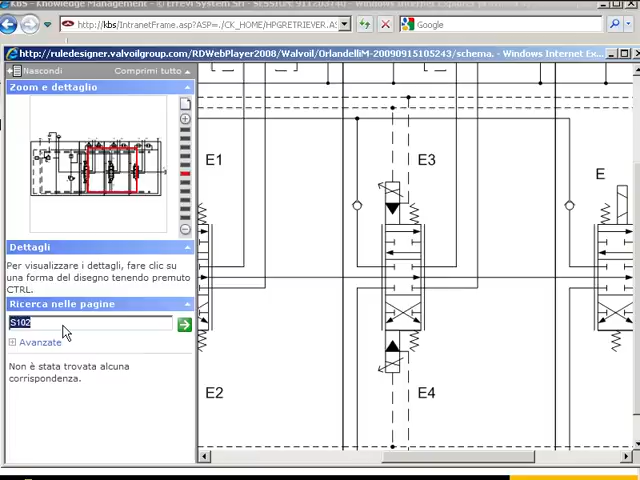 KBS - Knowledge Management - Efrew System Srl - Session
http://kbs/IntranetFrame.asp?ASP=./CK_HOME/HPGRETRIEVER.AS
Google
http://ruledesigner.valvoilgroup.com/RDWebPlayer2008/Walvoil/OrlandelliM-20090915105243/schema. - Windows Internet Ex
Nascondi Comprimi tutto
Zoom e dettaglio
Dettagli
Per visualizzare i dettagli, fare clic su
una forma del disegno tenendo premuto
CTRL.
Ricerca nelle pagine
S102
Avanzate
Non è stata trovata alcuna
corrispondenza.
E1 E3 E
E2 E4